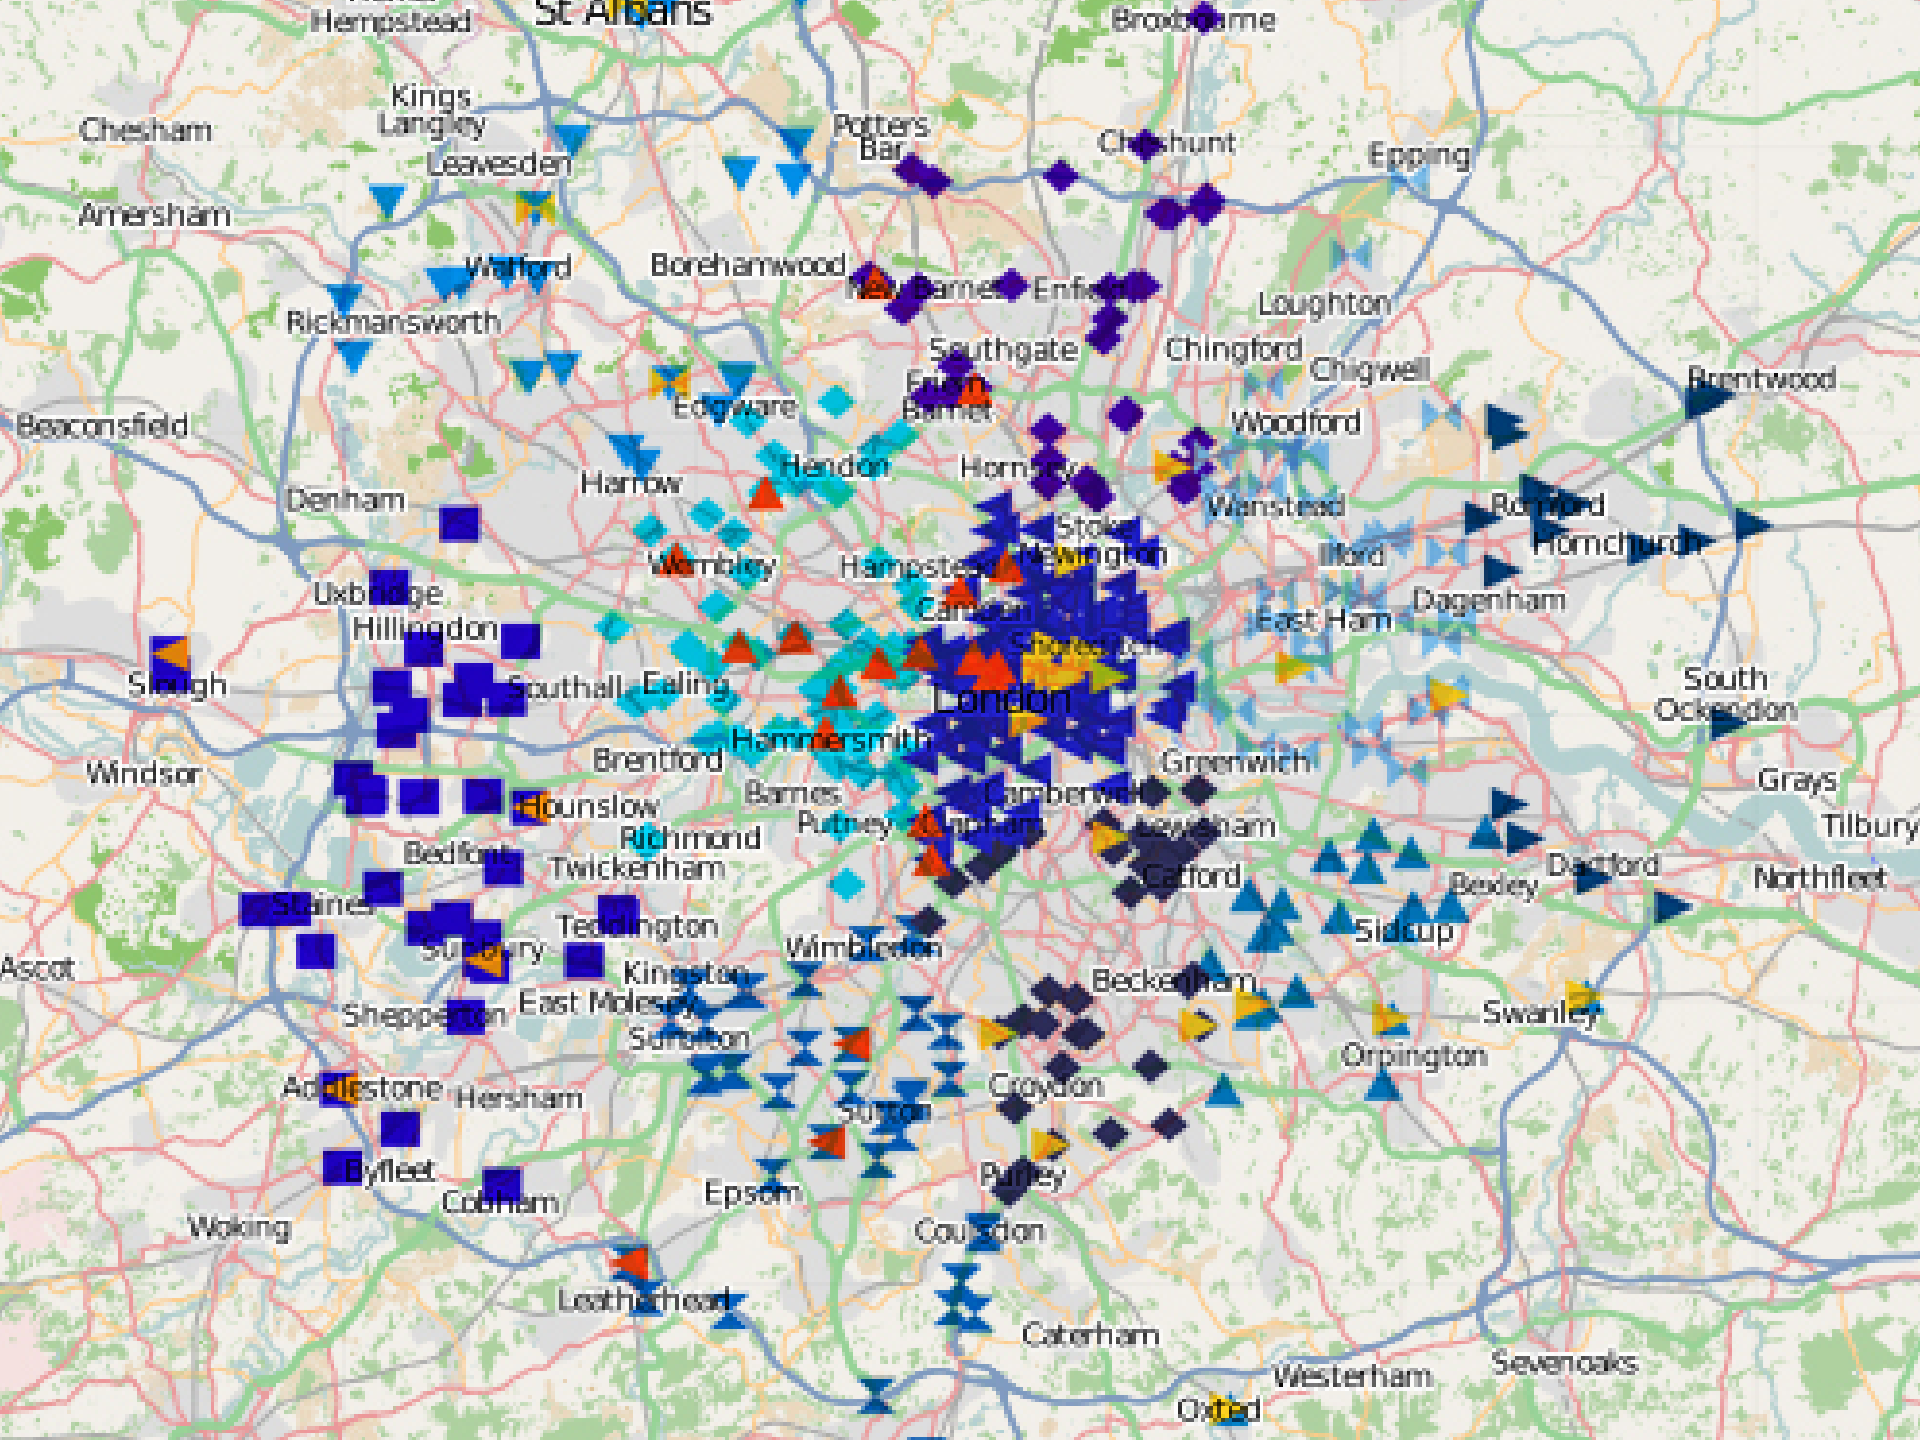 Hempstead
St Albans
Broxbourne
Kings
Langley
Chesham
Potters
Bar
Cheshunt
Leavesden
Epping
Amersham
Watford
Borehamwood
New Barnet
Enfield
Loughton
Rickmansworth
Southgate
Chingford
Chigwell
Brentwood
Edgware
Barnet
Beaconsfield
Woodford
Hendon
Hornsey
Harrow
Denham
Wanstead
Romford
Stoke
Newington
Hornchurch
Wembley
Hampstead
Ilford
Uxbridge
Camden
East Ham
Dagenham
Hillingdon
Shoreditch
Slough
Southall
Ealing
London
South
Ockendon
Hammersmith
Brentford
Greenwich
Windsor
Grays
Barnes
Camberwell
Hounslow
Putney
Clapham
Lewisham
Tilbury
Richmond
Bedfont
Twickenham
Catford
Bexley
Dartford
Northfleet
Staines
Teddington
Sidcup
Sunbury
Wimbledon
Ascot
Kingston
Beckenham
Shepperton
East Molesey
Swanley
Surbiton
Orpington
Addlestone
Hersham
Croydon
Sutton
Byfleet
Cobham
Epsom
Purley
Woking
Coulsdon
Leatherhead
Caterham
Westerham
Sevenoaks
Oxted